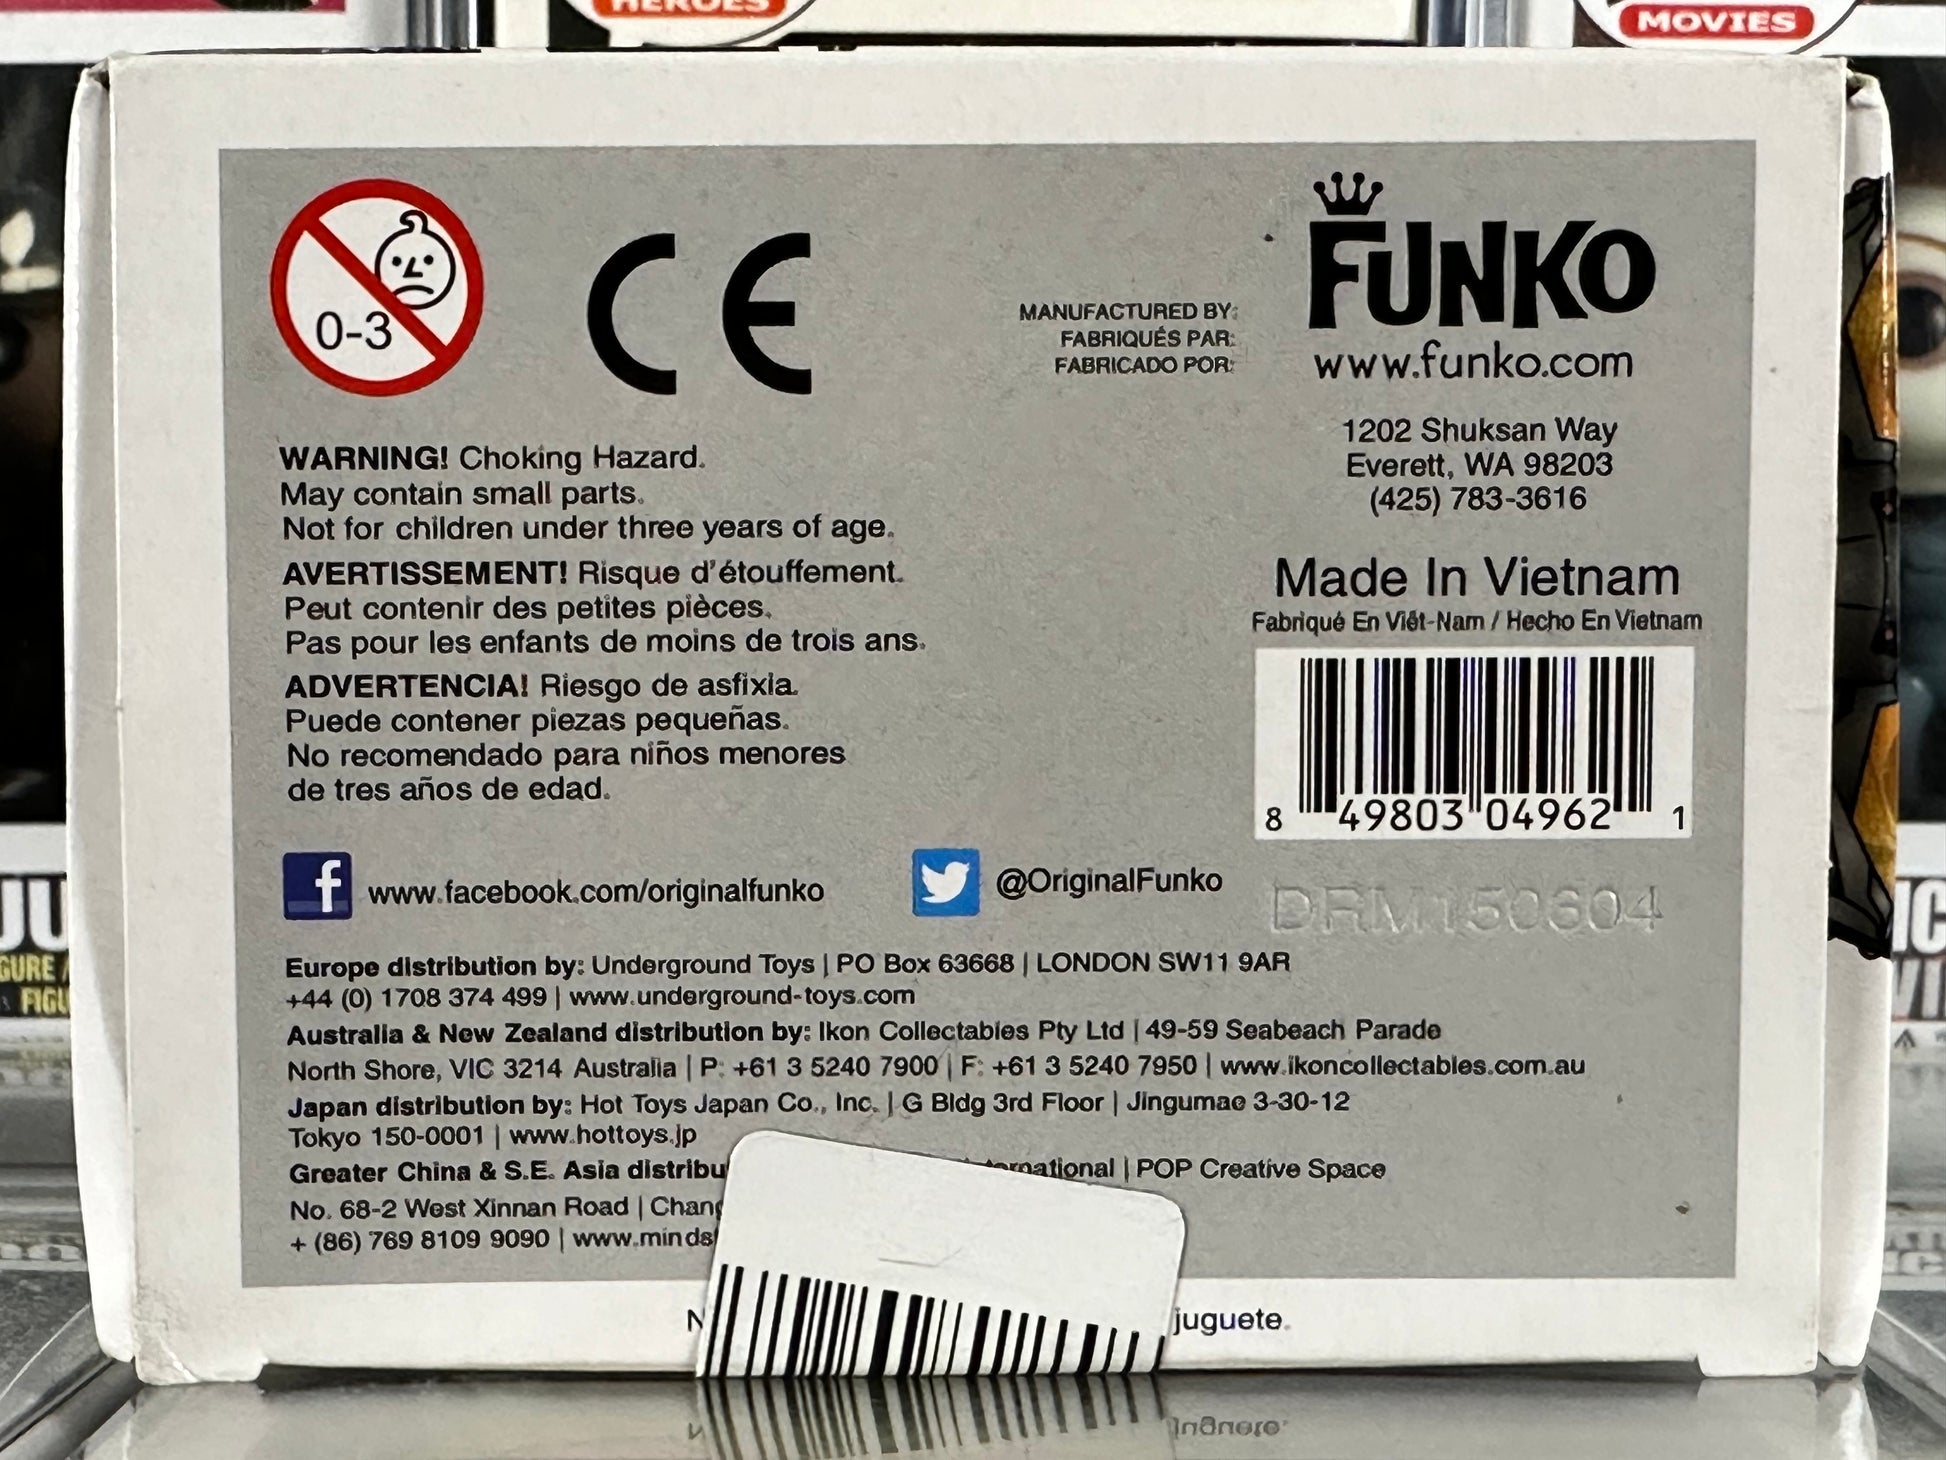 HEROES
MOVIES
0-3
CE
MANUFACTURED BY:
FABRIQUÉS PAR:
FABRICADO POR:
FUNKO
www.funko.com
1202 Shuksan Way
Everett, WA 98203
(425) 783-3616
WARNING! Choking Hazard.
May contain small parts.
Not for children under three years of age.
AVERTISSEMENT! Risque d'étouffement.
Peut contenir des petites pièces.
Pas pour les enfants de moins de trois ans.
ADVERTENCIA! Riesgo de asfixia.
Puede contener piezas pequeñas.
No recomendado para niños menores
de tres años de edad.
Made In Vietnam
Fabriqué En Viêt-Nam / Hecho En Vietnam
8 49803 04962 1
www.facebook.com/originalfunko
@OriginalFunko
DRM150604
Europe distribution by: Underground Toys | PO Box 63668 | LONDON SW11 9AR
+44 (0) 1708 374 499 | www.underground-toys.com
Australia & New Zealand distribution by: Ikon Collectables Pty Ltd | 49-59 Seabeach Parade
North Shore, VIC 3214 Australia | P: +61 3 5240 7900 | F: +61 3 5240 7950 | www.ikoncollectables.com.au
Japan distribution by: Hot Toys Japan Co., Inc. | G Bldg 3rd Floor | Jingumae 3-30-12
Tokyo 150-0001 | www.hottoys.jp
Greater China & S.E. Asia distribu ernational | POP Creative Space
No. 68-2 West Xinnan Road | Chang
+ (86) 769 8109 9090 | www.minds
N juguete.